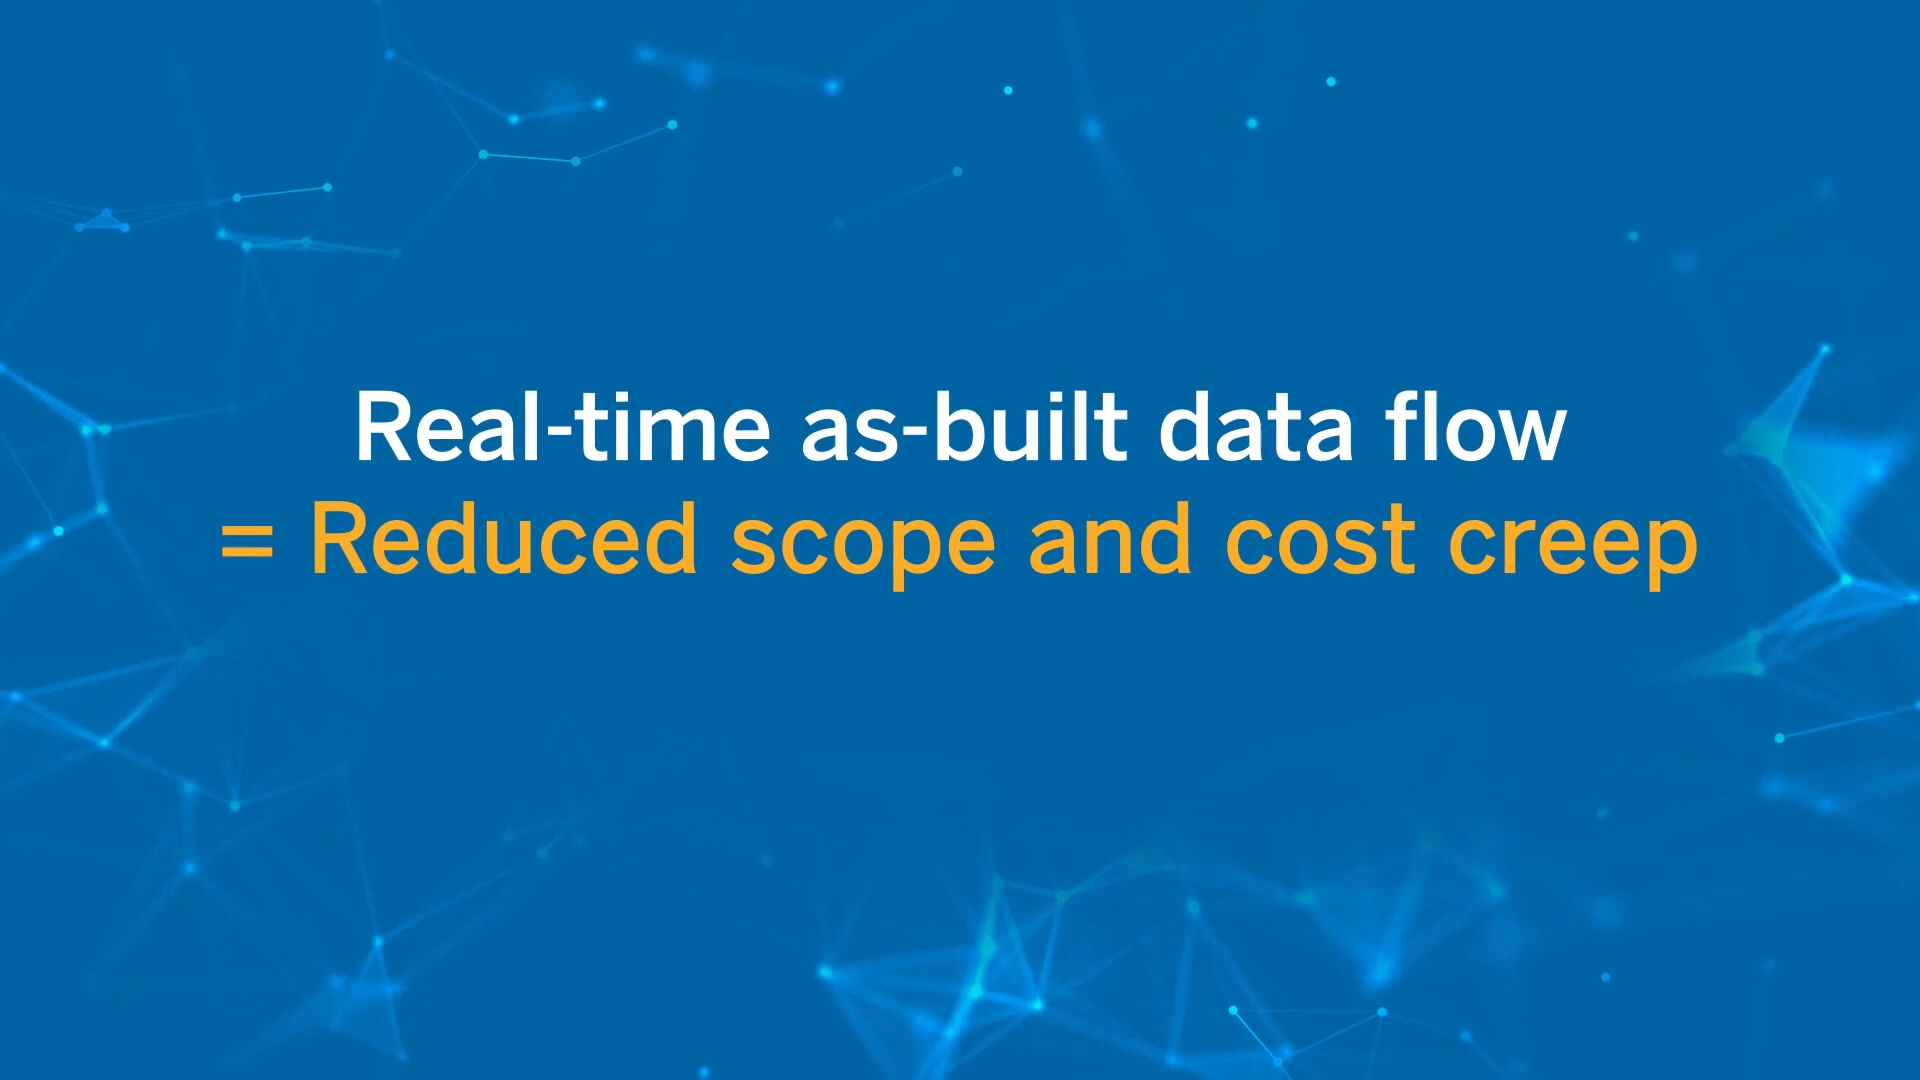 Real-time as-built data flow
= Reduced scope and cost creep